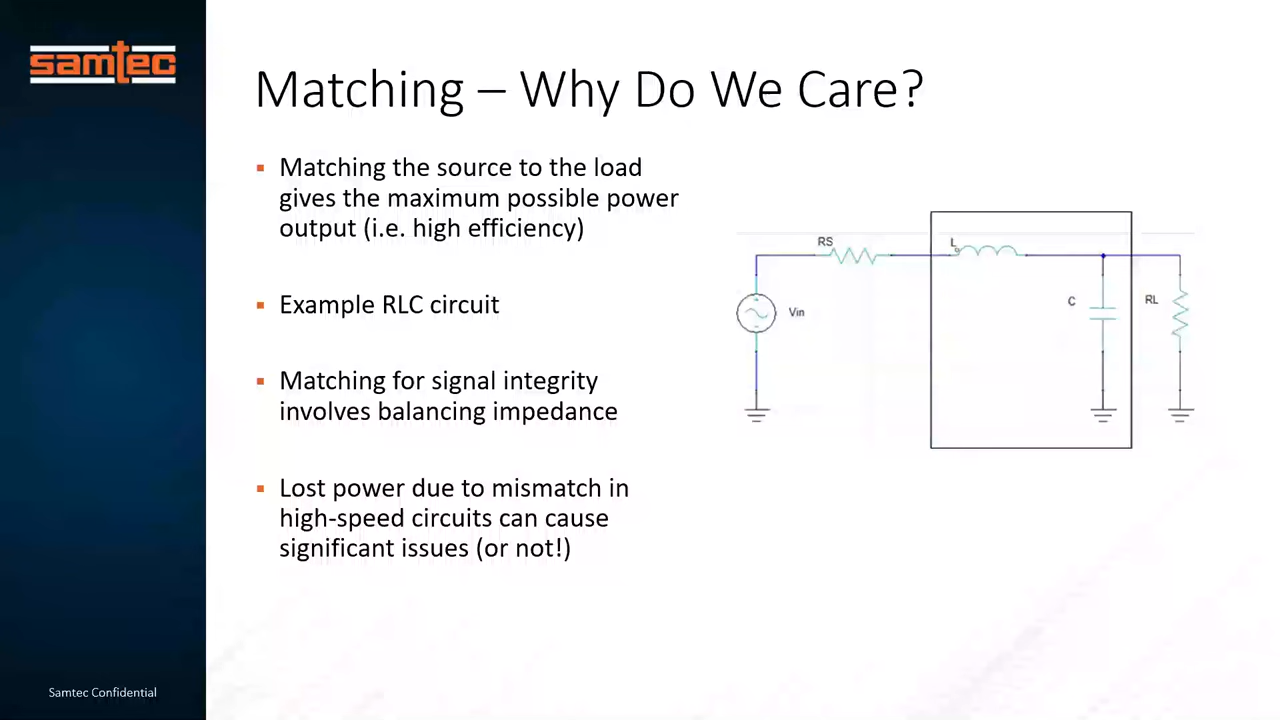 samtec
Matching – Why Do We Care?
▪ Matching the source to the load
gives the maximum possible power
output (i.e. high efficiency)
▪ Example RLC circuit
▪ Matching for signal integrity
involves balancing impedance
▪ Lost power due to mismatch in
high-speed circuits can cause
significant issues (or not!)
RS
L
Vin
C
RL
Samtec Confidential